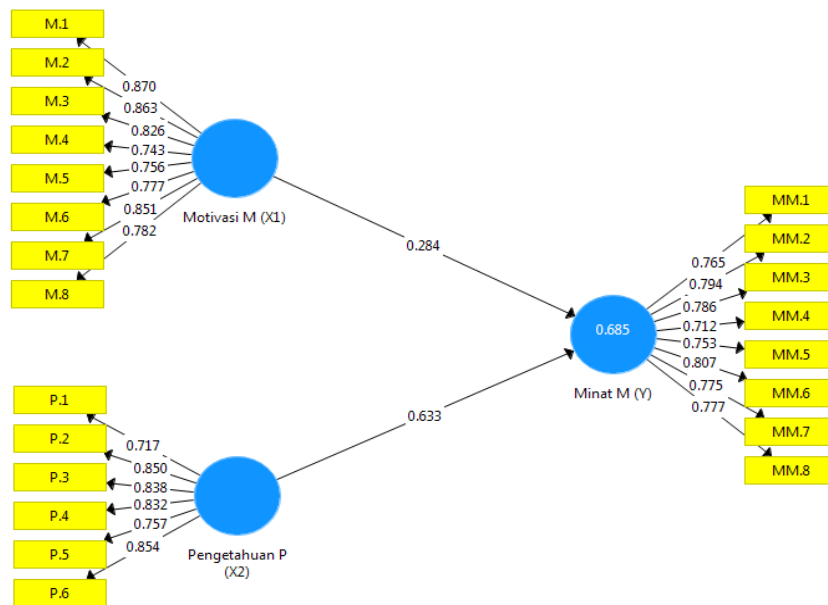 M.1
M.2
M.3
M.4
M.5
M.6
M.7
M.8
0.870
0.863
0.826
0.743
0.756
0.777
0.851
0.782
Motivasi M (X1)
0.284
P.1
P.2
P.3
P.4
P.5
P.6
0.717
0.850
0.838
0.832
0.757
0.854
Pengetahuan P
(X2)
0.633
0.685
Minat M (Y)
0.765
0.794
0.786
0.712
0.753
0.807
0.775
0.777
MM.1
MM.2
MM.3
MM.4
MM.5
MM.6
MM.7
MM.8